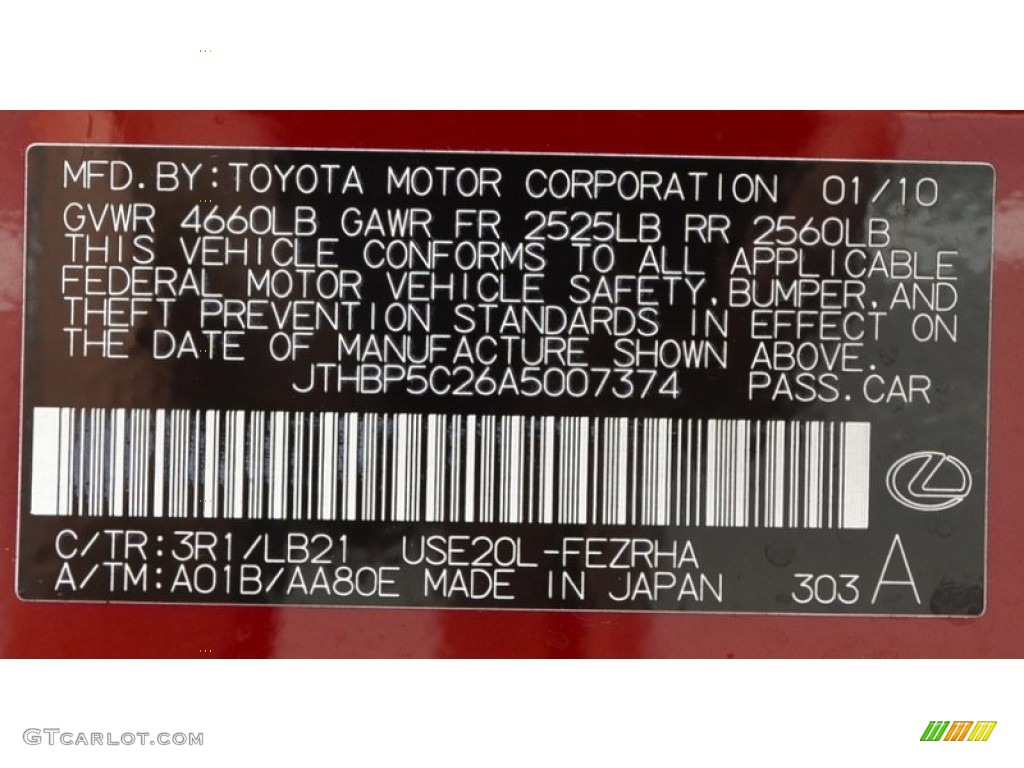 MFD. BY: TOYOTA MOTOR CORPORATION 01/10
GVWR 4660LB GAWR FR 2525LB RR 2560LB
THIS VEHICLE CONFORMS TO ALL APPLICABLE
FEDERAL MOTOR VEHICLE SAFETY, BUMPER, AND
THEFT PREVENTION STANDARDS IN EFFECT ON
THE DATE OF MANUFACTURE SHOWN ABOVE.
JTHBP5C26A5007374 PASS. CAR
C/TR: 3R1/LB21 USE20L-FEZRHA
A/TM: A01B/AA80E MADE IN JAPAN 303 A
GTCARLOT.COM